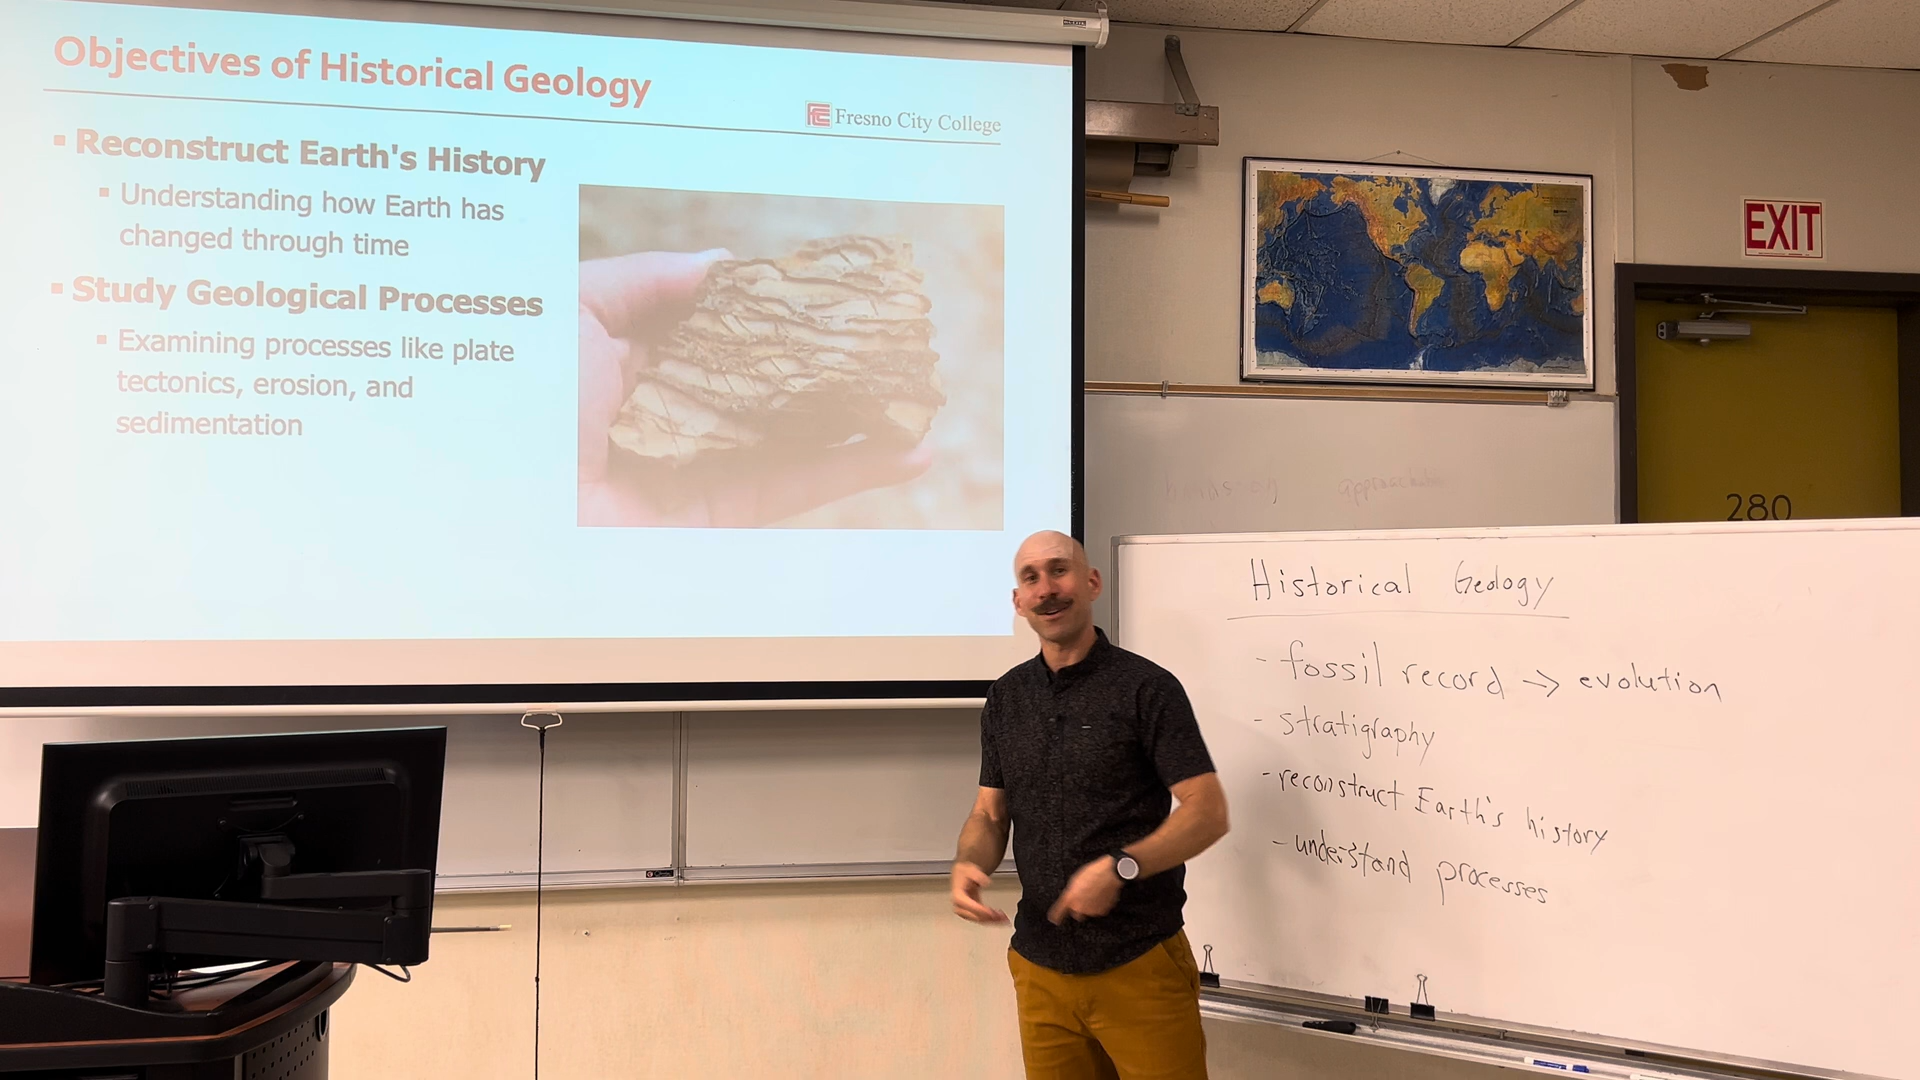 Objectives of Historical Geology
Fresno City College
▪ Reconstruct Earth's History
▪ Understanding how Earth has
changed through time
▪ Study Geological Processes
▪ Examining processes like plate
tectonics, erosion, and
sedimentation
EXIT
280
hands-on
Historical Geology
- fossil record → evolution
- stratigraphy
- reconstruct Earth's history
- understand processes